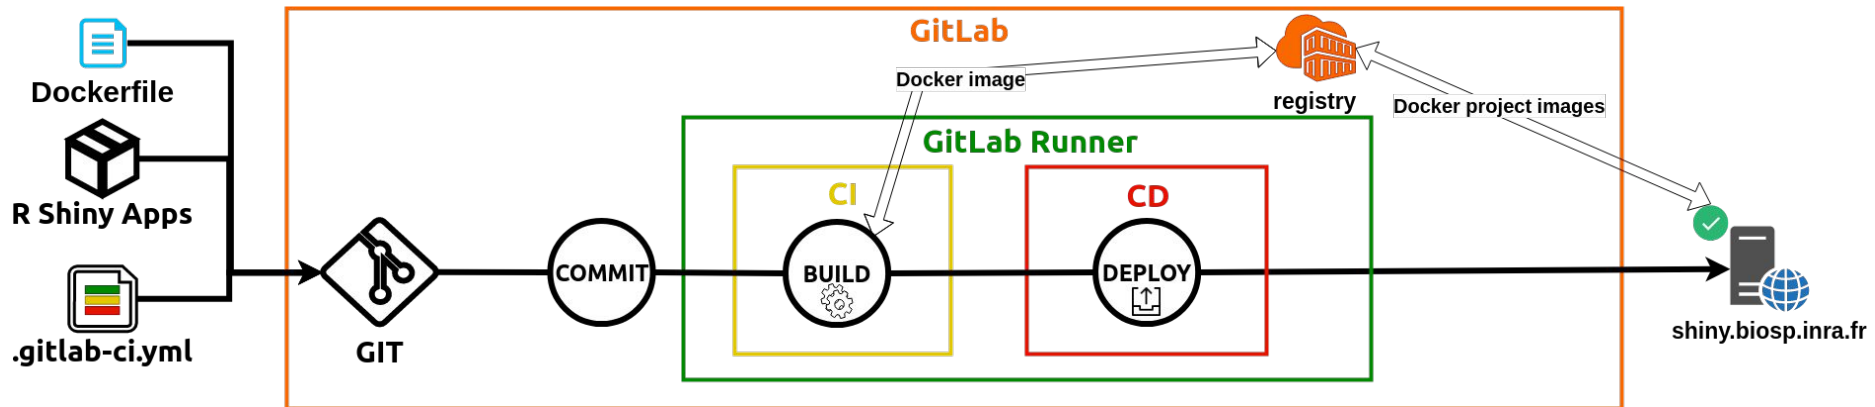 GitLab
Docker image
Dockerfile
registry
Docker project images
GitLab Runner
CI
CD
R Shiny Apps
COMMIT
BUILD
DEPLOY
shiny.biosp.inra.fr
.gitlab-ci.yml
GIT